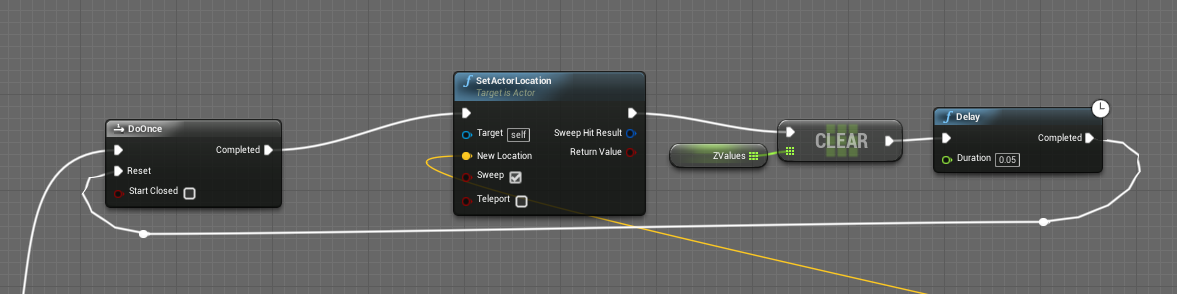 DoOnce
Completed
Reset
Start Closed
SetActorLocation
Target is Actor
Target self
Sweep Hit Result
New Location
Return Value
Sweep
Teleport
ZValues
CLEAR
Delay
Completed
Duration 0.05